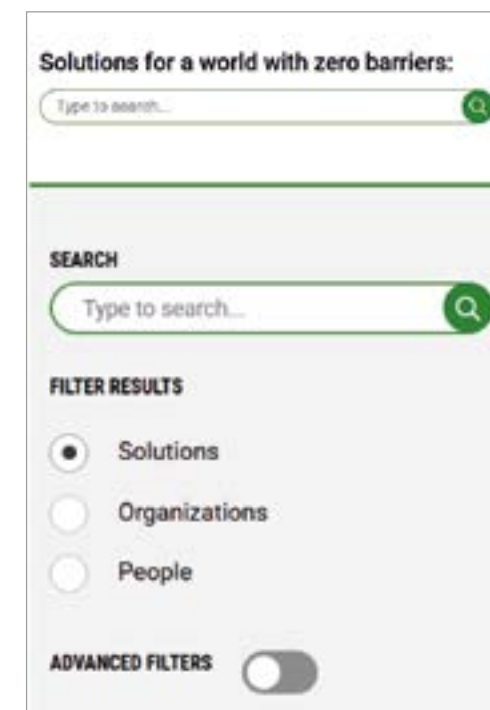 Solutions for a world with zero barriers:
Type to search...
SEARCH
Type to search...
FILTER RESULTS
Solutions
Organizations
People
ADVANCED FILTERS